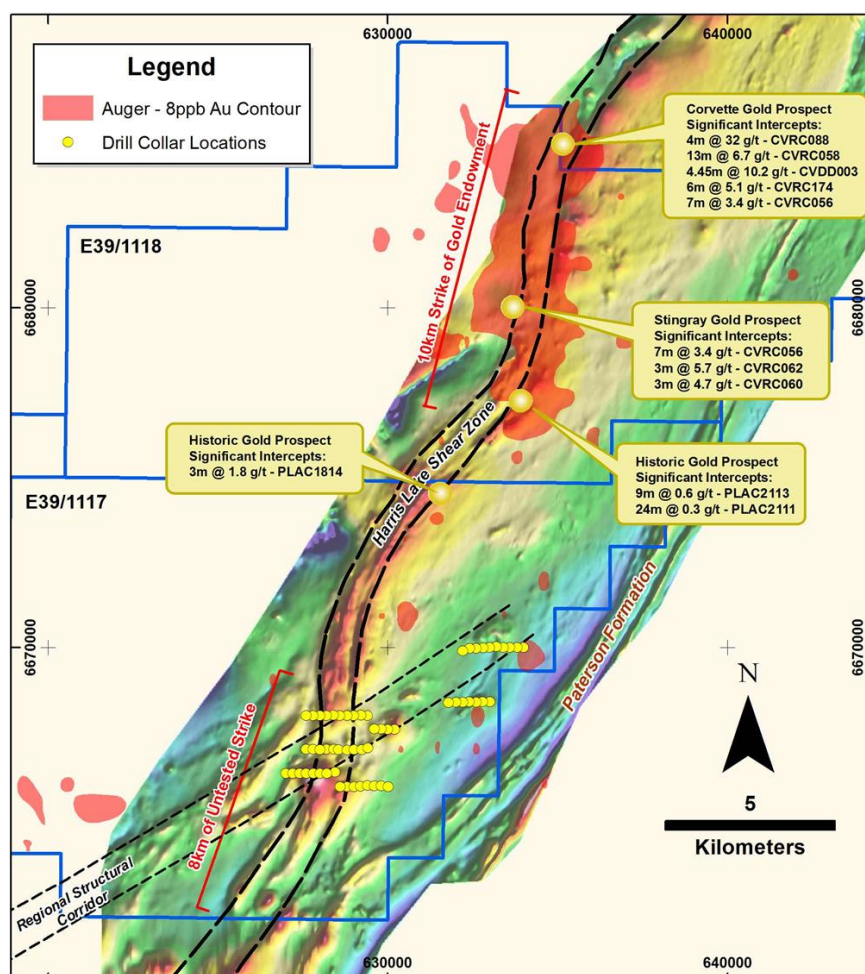 630000
640000
Legend
Auger - 8ppb Au Contour
Drill Collar Locations
Corvette Gold Prospect
Significant Intercepts:
4m @ 32 g/t - CVRC088
13m @ 6.7 g/t - CVRC058
4.45m @ 10.2 g/t - CVDD003
6m @ 5.1 g/t - CVRC174
7m @ 3.4 g/t - CVRC056
E39/1118
10km Strike of Gold Endowment
6680000
6680000
Stingray Gold Prospect
Significant Intercepts:
7m @ 3.4 g/t - CVRC056
3m @ 5.7 g/t - CVRC062
3m @ 4.7 g/t - CVRC060
Historic Gold Prospect
Significant Intercepts:
3m @ 1.8 g/t - PLAC1814
Harris Lake Shear Zone
Historic Gold Prospect
Significant Intercepts:
9m @ 0.6 g/t - PLAC2113
24m @ 0.3 g/t - PLAC2111
E39/1117
Paterson Formation
6670000
6670000
N
8km of Untested Strike
5
Kilometers
Regional Structural
Corridor
630000
640000